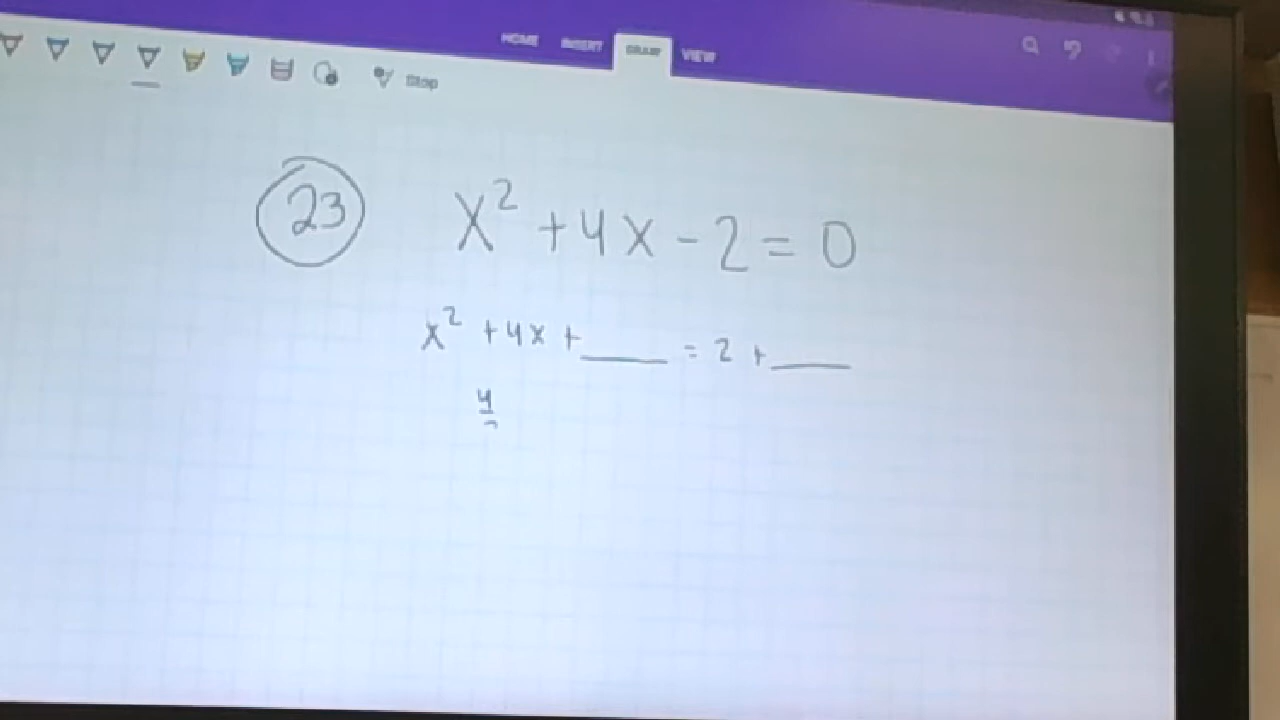 HOME INSERT DRAW VIEW
Stop
23 x² + 4x - 2 = 0
x² + 4x + ____ = 2 + ____
4